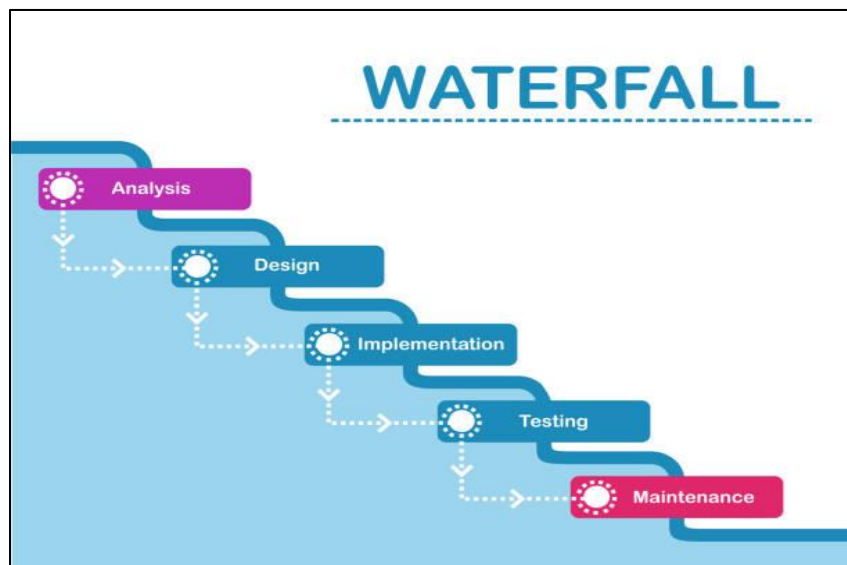 WATERFALL
Analysis
Design
Implementation
Testing
Maintenance